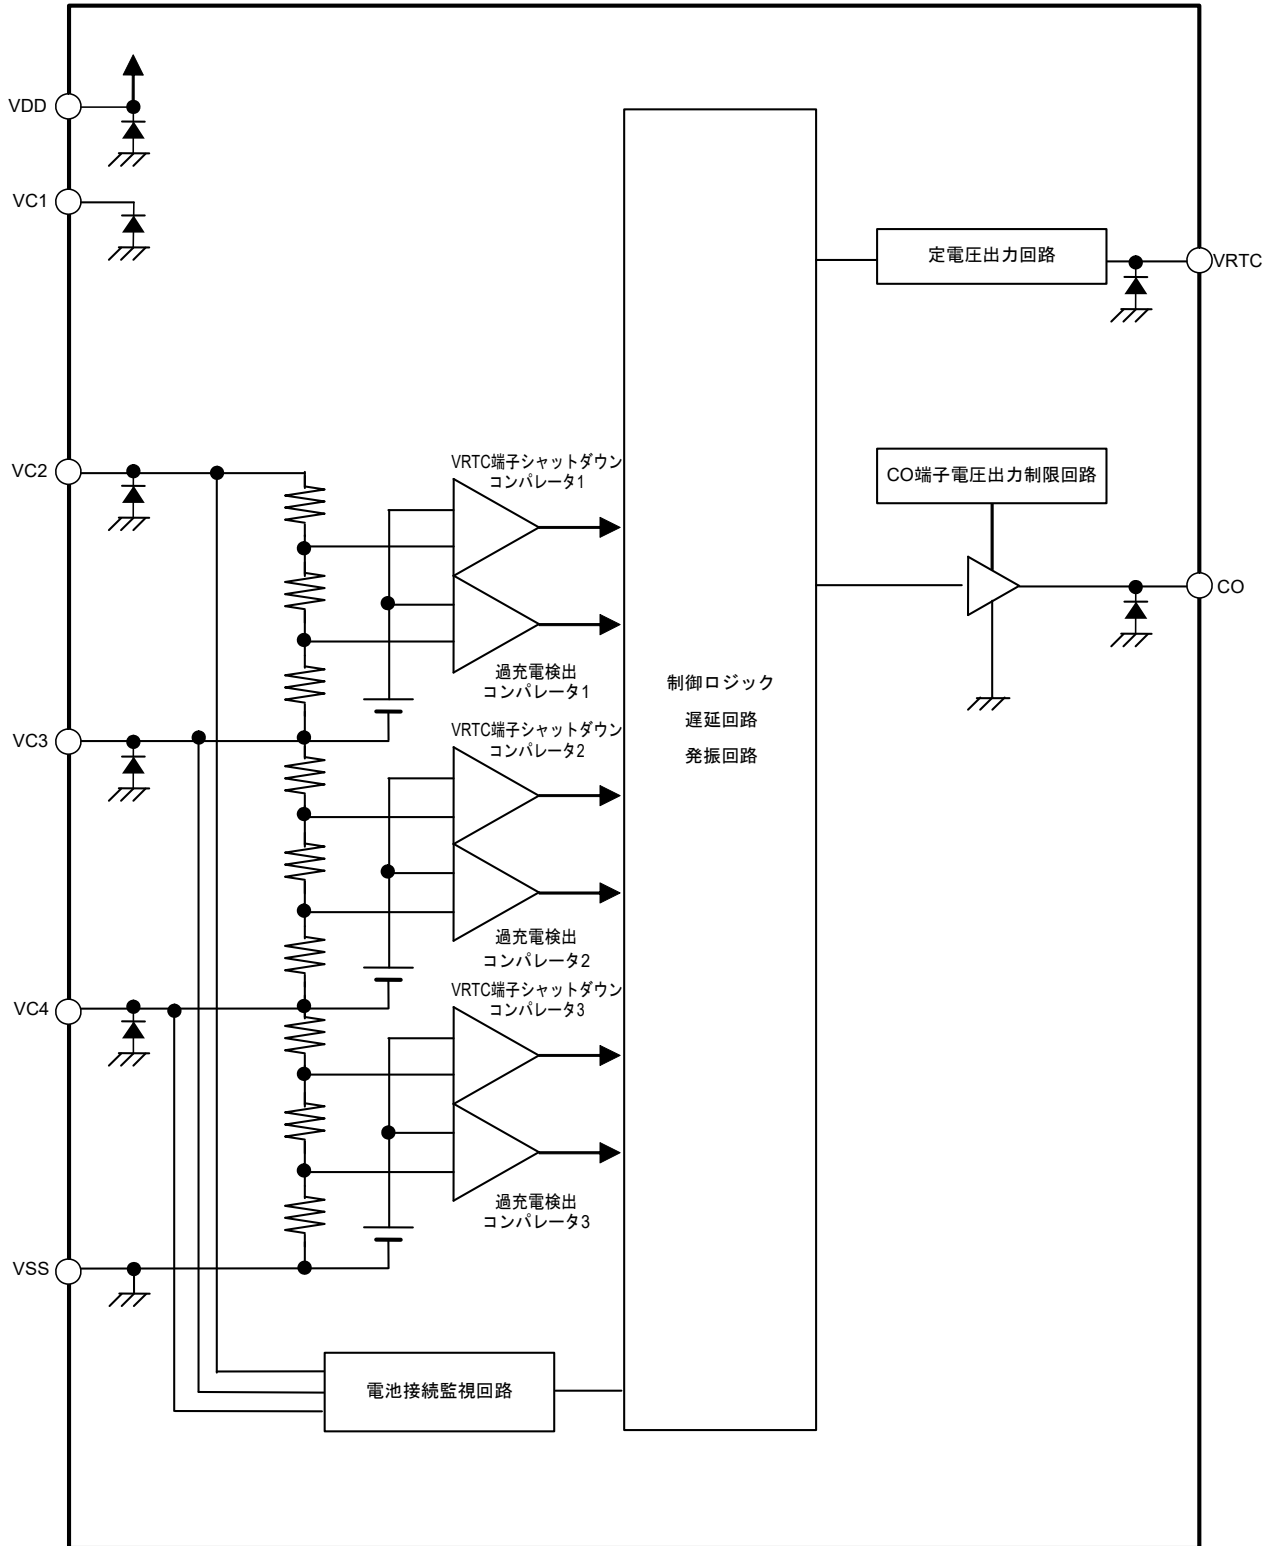 VDD
VC1
定電圧出力回路
VRTC
VC2
VRTC端子シャットダウン
コンパレータ1
CO端子電圧出力制限回路
CO
過充電検出
コンパレータ1
制御ロジック
遅延回路
発振回路
VC3
VRTC端子シャットダウン
コンパレータ2
過充電検出
コンパレータ2
VC4
VRTC端子シャットダウン
コンパレータ3
過充電検出
コンパレータ3
VSS
電池接続監視回路